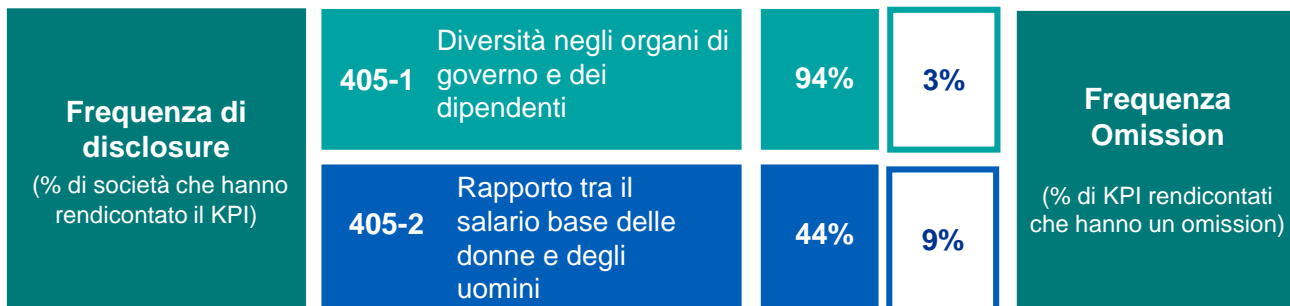 Frequenza di
disclosure
(% di società che hanno
rendicontato il KPI)
405-1
Diversità negli organi di
governo e dei
dipendenti
94%
3%
405-2
Rapporto tra il
salario base delle
donne e degli
uomini
44%
9%
Frequenza
Omission
(% di KPI rendicontati
che hanno un omission)